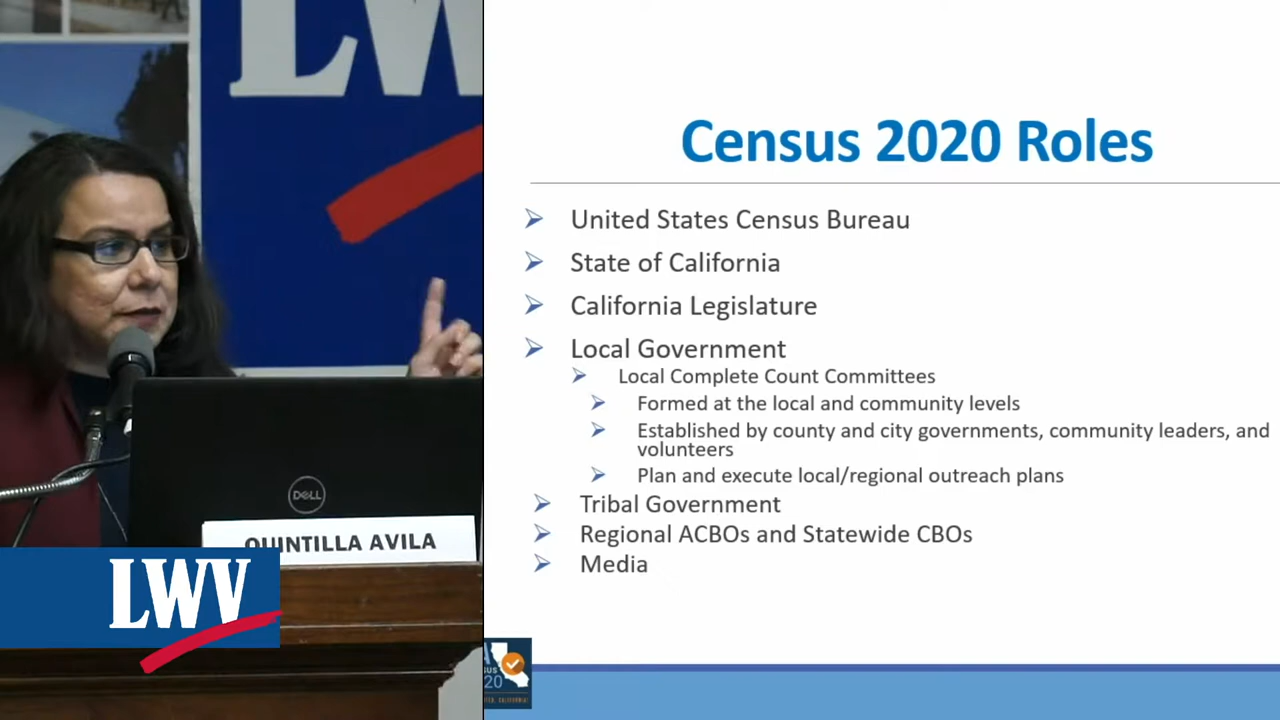 LWV
Census 2020 Roles
United States Census Bureau
State of California
California Legislature
Local Government
Local Complete Count Committees
Formed at the local and community levels
Established by county and city governments, community leaders, and
volunteers
Plan and execute local/regional outreach plans
Tribal Government
Regional ACBOs and Statewide CBOs
Media
DELL
QUINTILLA AVILA
LWV
20